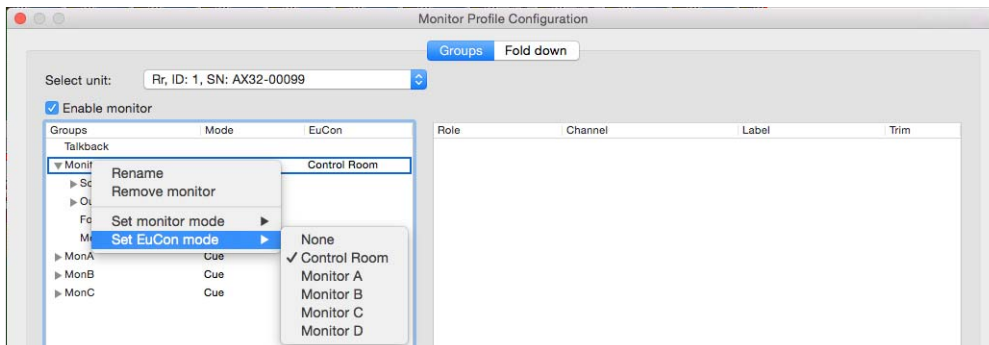 Monitor Profile Configuration
Groups Fold down
Select unit: Rr, ID: 1, SN: AX32-00099
Enable monitor
Groups Mode EuCon Role Channel Label Trim
Talkback
Monit Control Room
Rename
Remove monitor
Set monitor mode
Set EuCon mode
None
Control Room
Monitor A
Monitor B
Monitor C
Monitor D
MonA Cue
MonB Cue
MonC Cue